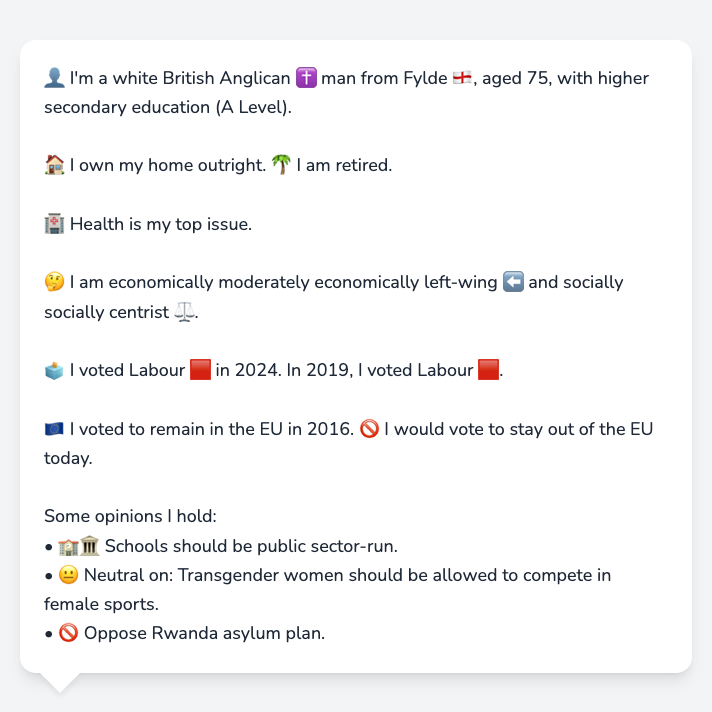 👤 I'm a white British Anglican ✝️ man from Fylde 🏴󠁧󠁢󠁥󠁮󠁧󠁿, aged 75, with higher
secondary education (A Level).
🏠 I own my home outright. 🌴 I am retired.
🏥 Health is my top issue.
🤔 I am economically moderately economically left-wing ⬅️ and socially
socially centrist ⚖️.
🗳️ I voted Labour 🟥 in 2024. In 2019, I voted Labour 🟥.
🇪🇺 I voted to remain in the EU in 2016. 🚫 I would vote to stay out of the EU
today.
Some opinions I hold:
• 🏫🏛️ Schools should be public sector-run.
• 😐 Neutral on: Transgender women should be allowed to compete in
female sports.
• 🚫 Oppose Rwanda asylum plan.